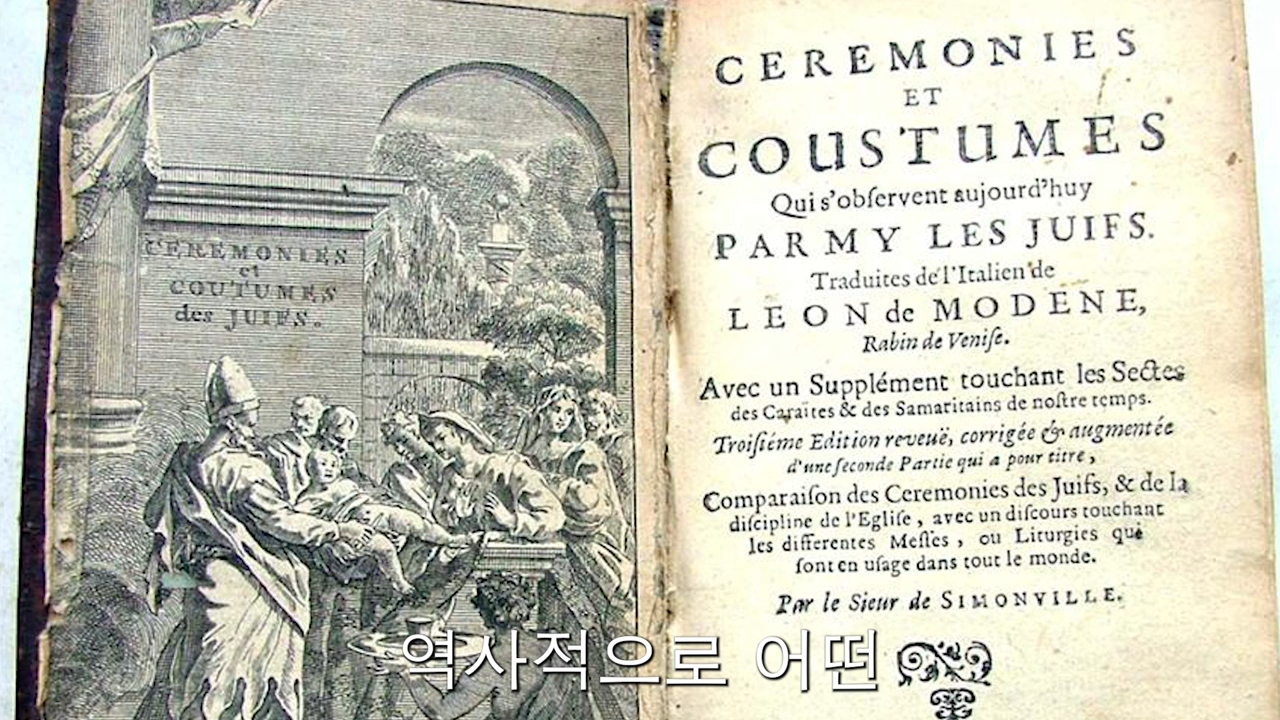 CEREMONIES
et
COUTUMES
des JUIFS.
CEREMONIES
ET
COUSTUMES
Qui s'obſervent aujourd'huy
PARMY LES JUIFS.
Traduites de l'Italien de
LEON de MODENE,
Rabin de Veniſe.
Avec un Supplément touchant les Sectes
des Caraïtes & des Samaritains de noſtre temps.
Troiſiéme Edition reveuë, corrigée & augmentée
d'une ſeconde Partie qui a pour titre,
Comparaiſon des Ceremonies des Juifs, & de la
diſcipline de l'Egliſe, avec un diſcours touchant
les differentes Meſſes, ou Liturgies qui
ſont en uſage dans tout le monde.
Par le Sieur de SIMONVILLE.
역사적으로 어떤